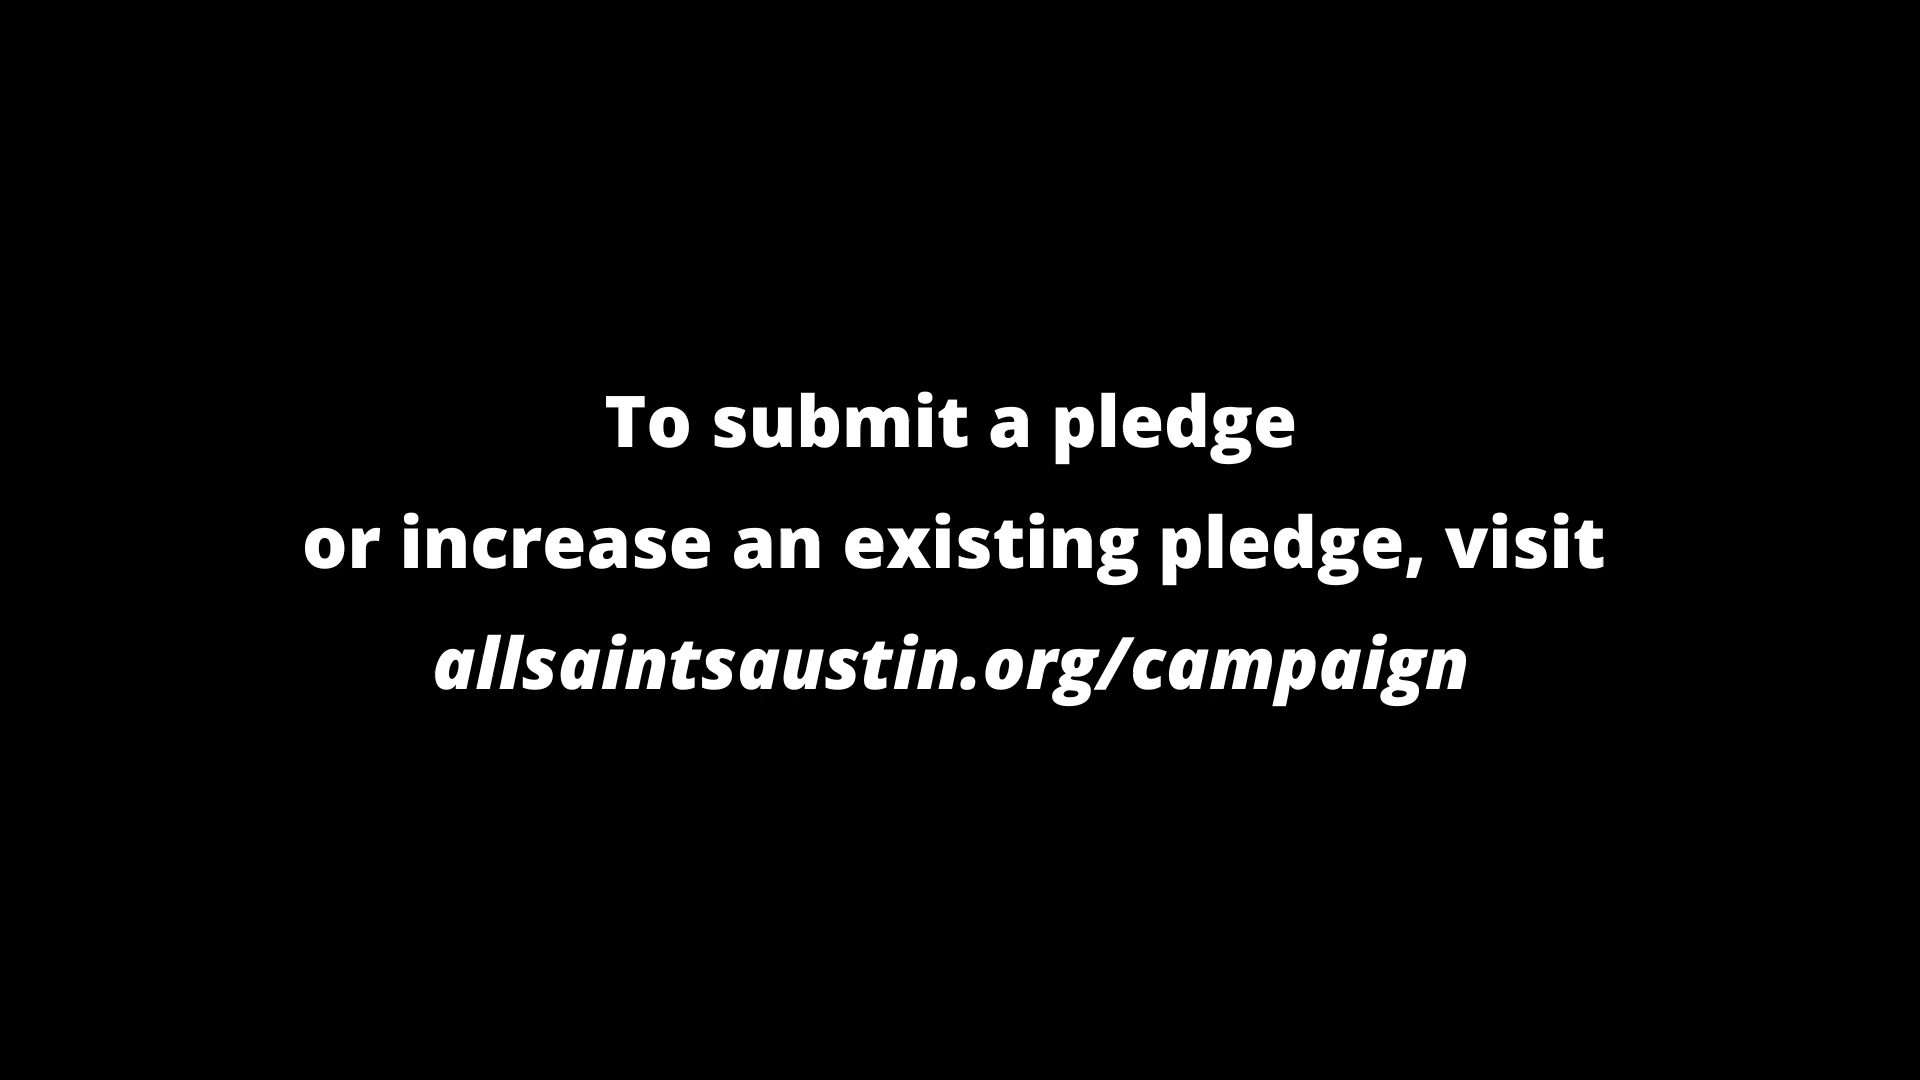 To submit a pledge
or increase an existing pledge, visit
allsaintsaustin.org/campaign